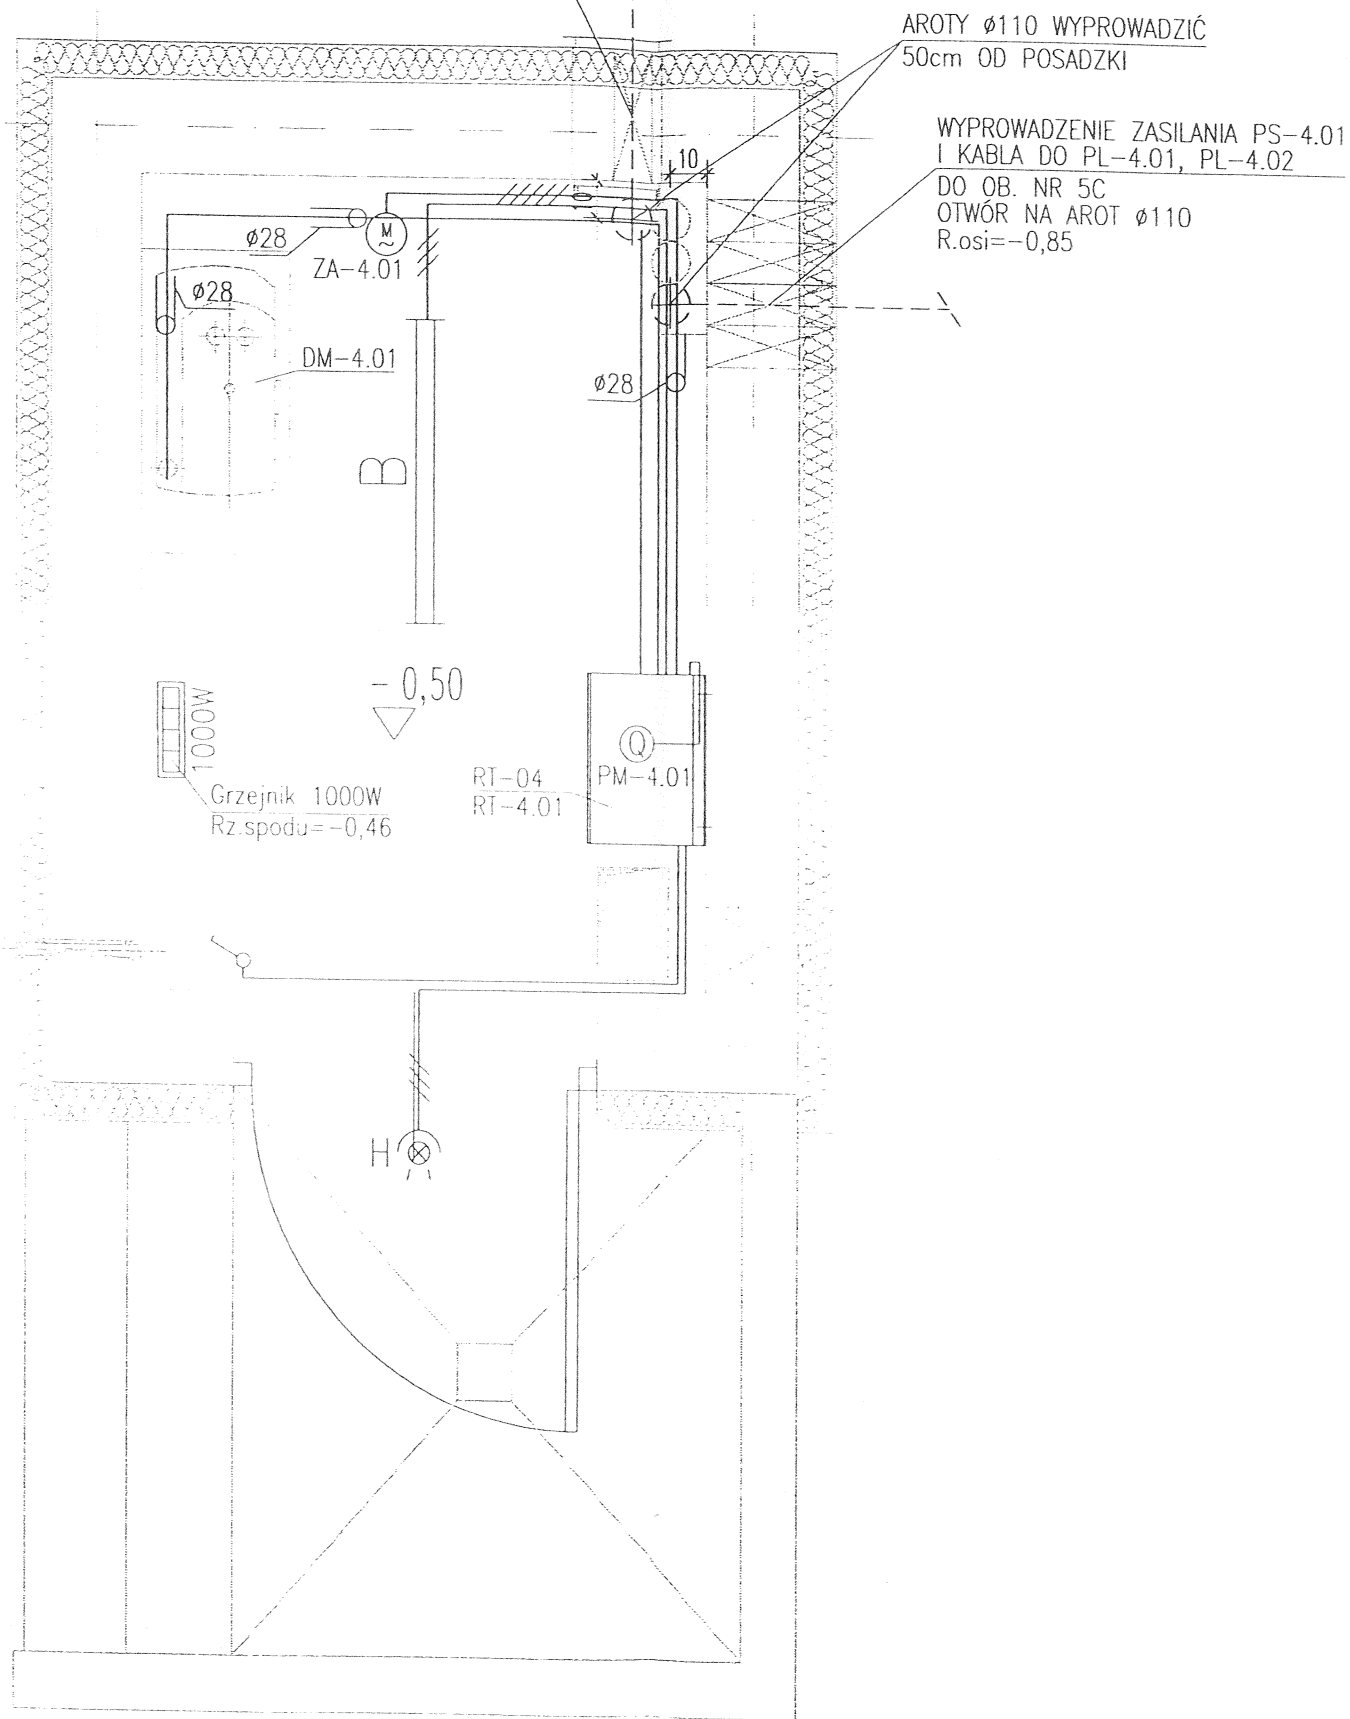 AROTY ø110 WYPROWADZIĆ
50cm OD POSADZKI
WYPROWADZENIE ZASILANIA PS-4.01
I KABLA DO PL-4.01, PL-4.02
DO OB. NR 5C
OTWÓR NA AROT ø110
R.osi=-0,85
10
10
M
~
ø28
ZA-4.01
ø28
DM-4.01
ø28
B
- 0,50
1000W
Grzejnik 1000W
Rz.spodu=-0,46
Q
PM-4.01
RT-04
RT-4.01
H